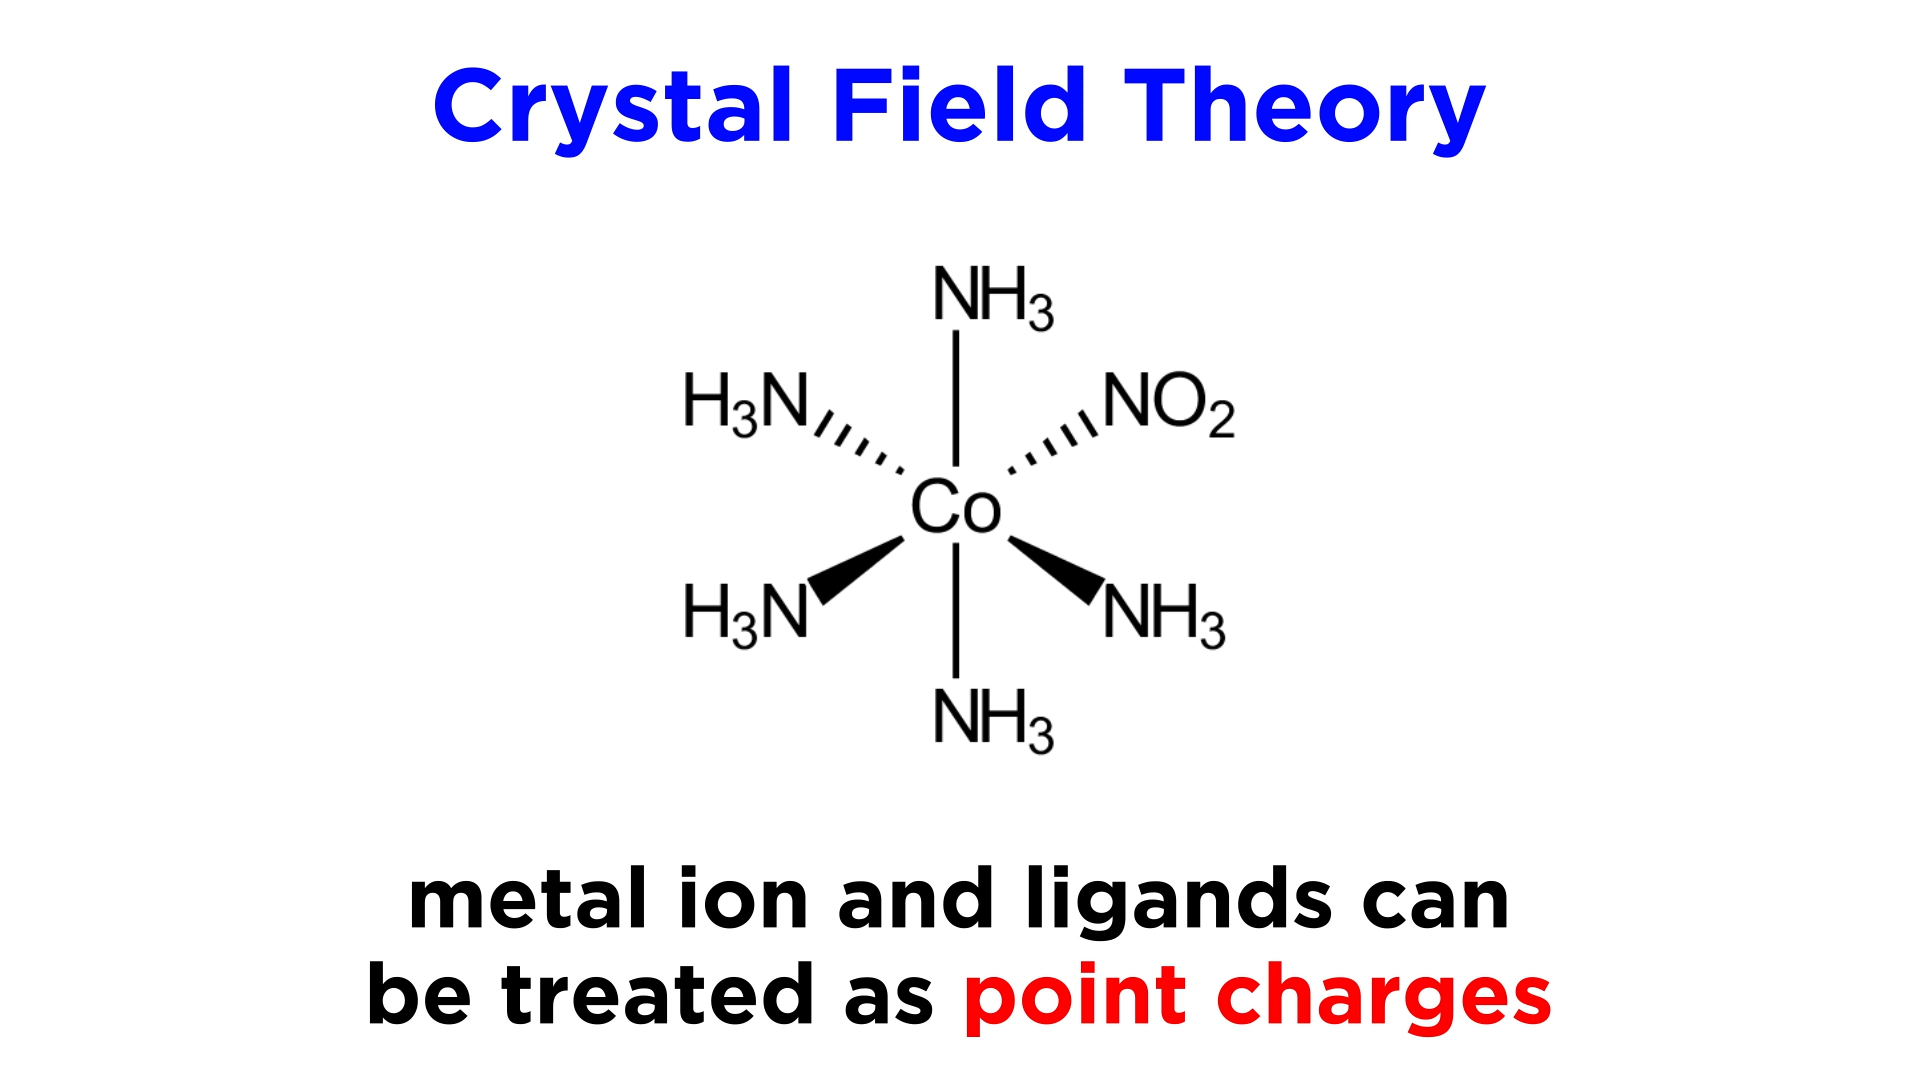 Crystal Field Theory
NH₃
H₃N NO₂
Co
H₃N NH₃
NH₃
metal ion and ligands can
be treated as point charges